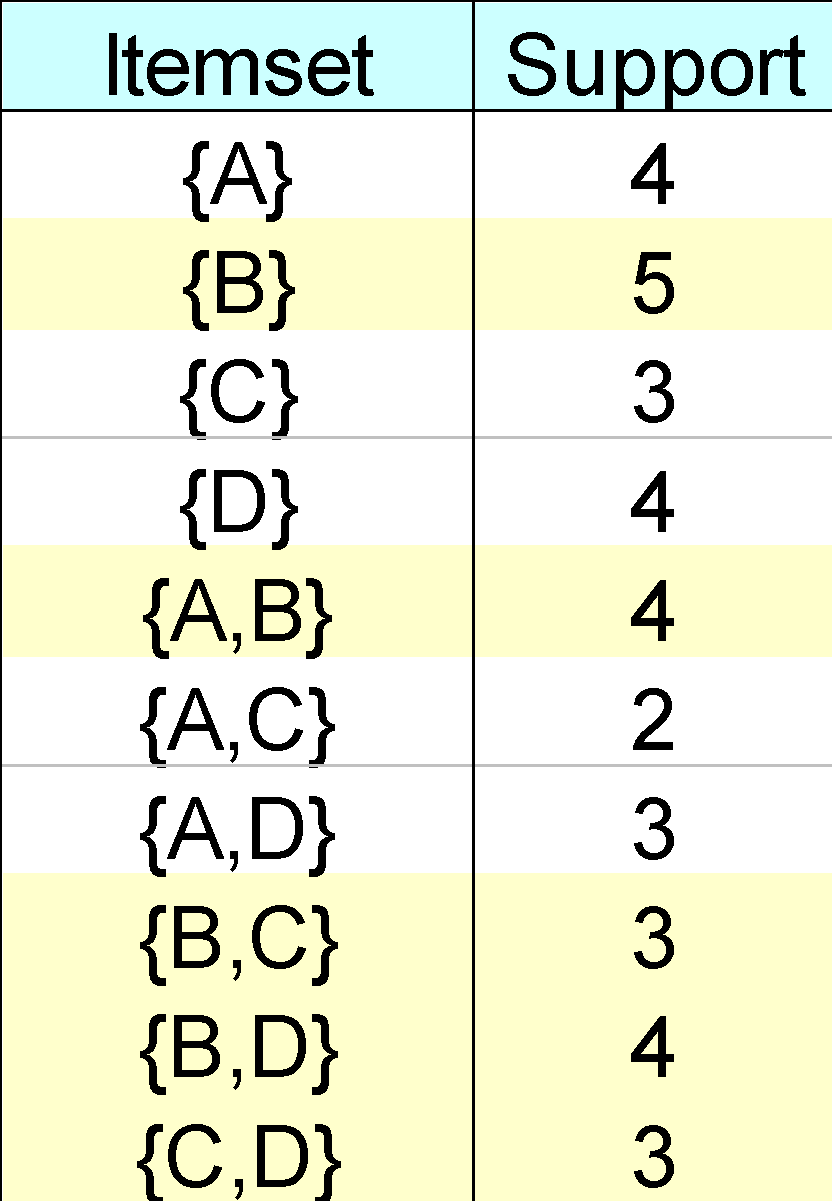 Itemset Support
{A} 4
{B} 5
{C} 3
{D} 4
{A,B} 4
{A,C} 2
{A,D} 3
{B,C} 3
{B,D} 4
{C,D} 3